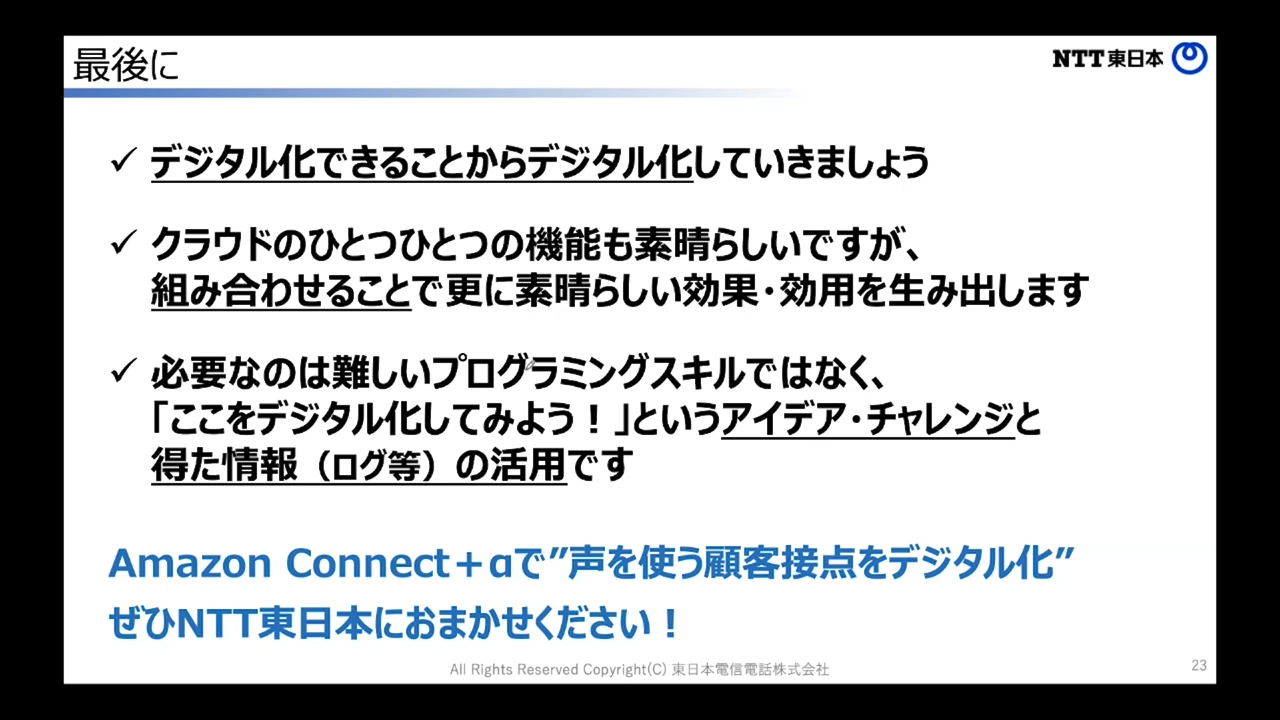 最後に
NTT東日本
✓ デジタル化できることからデジタル化していきましょう
✓ クラウドのひとつひとつの機能も素晴らしいですが、
組み合わせることで更に素晴らしい効果・効用を生み出します
✓ 必要なのは難しいプログラミングスキルではなく、
「ここをデジタル化してみよう！」というアイデア・チャレンジと
得た情報（ログ等）の活用です
Amazon Connect＋αで”声を使う顧客接点をデジタル化”
ぜひNTT東日本におまかせください！
All Rights Reserved Copyright(C) 東日本電信電話株式会社
23